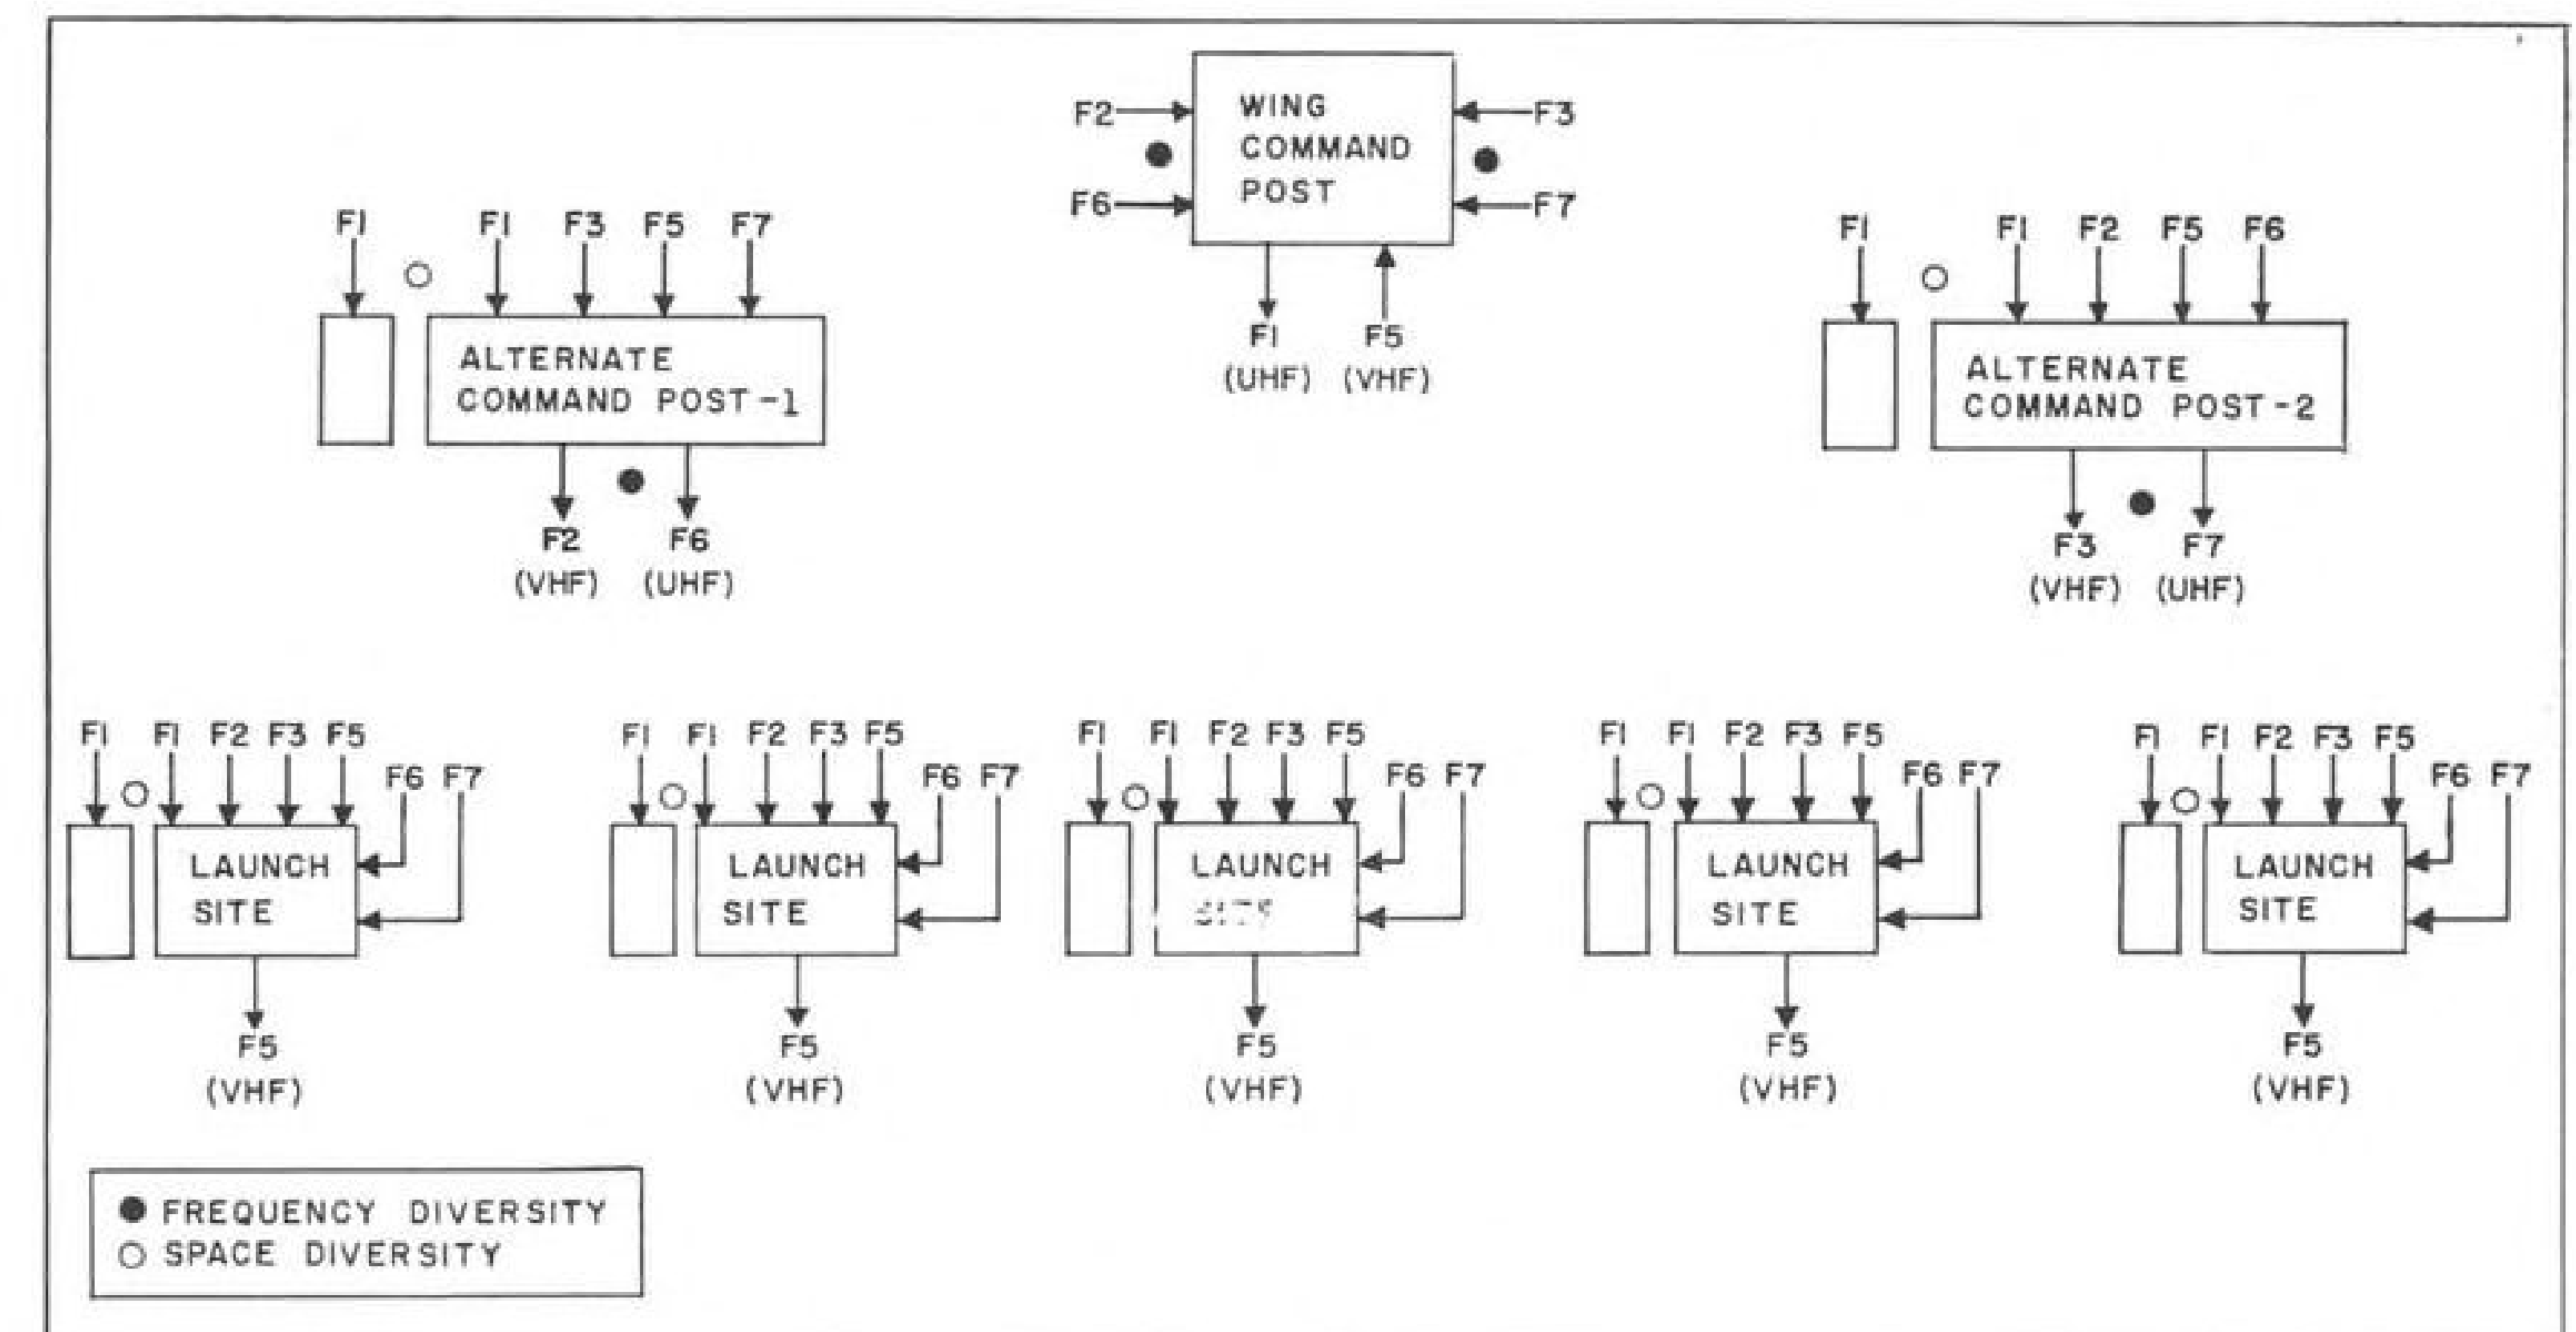 WING
COMMAND
POST
F2
F3
F6
F7
F1 F5
(UHF) (VHF)
F1 F1 F3 F5 F7
ALTERNATE
COMMAND POST-1
F2 F6
(VHF) (UHF)
F1 F1 F2 F5 F6
ALTERNATE
COMMAND POST-2
F3 F7
(VHF) (UHF)
F1 F1 F2 F3 F5
F6 F7
LAUNCH
SITE
F5
(VHF)
F1 F1 F2 F3 F5
F6 F7
LAUNCH
SITE
F5
(VHF)
F1 F1 F2 F3 F5
F6 F7
LAUNCH
F5
(VHF)
F1 F1 F2 F3 F5
F6 F7
LAUNCH
SITE
F5
(VHF)
F1 F1 F2 F3 F5
F6 F7
LAUNCH
SITE
F5
(VHF)
FREQUENCY DIVERSITY
SPACE DIVERSITY